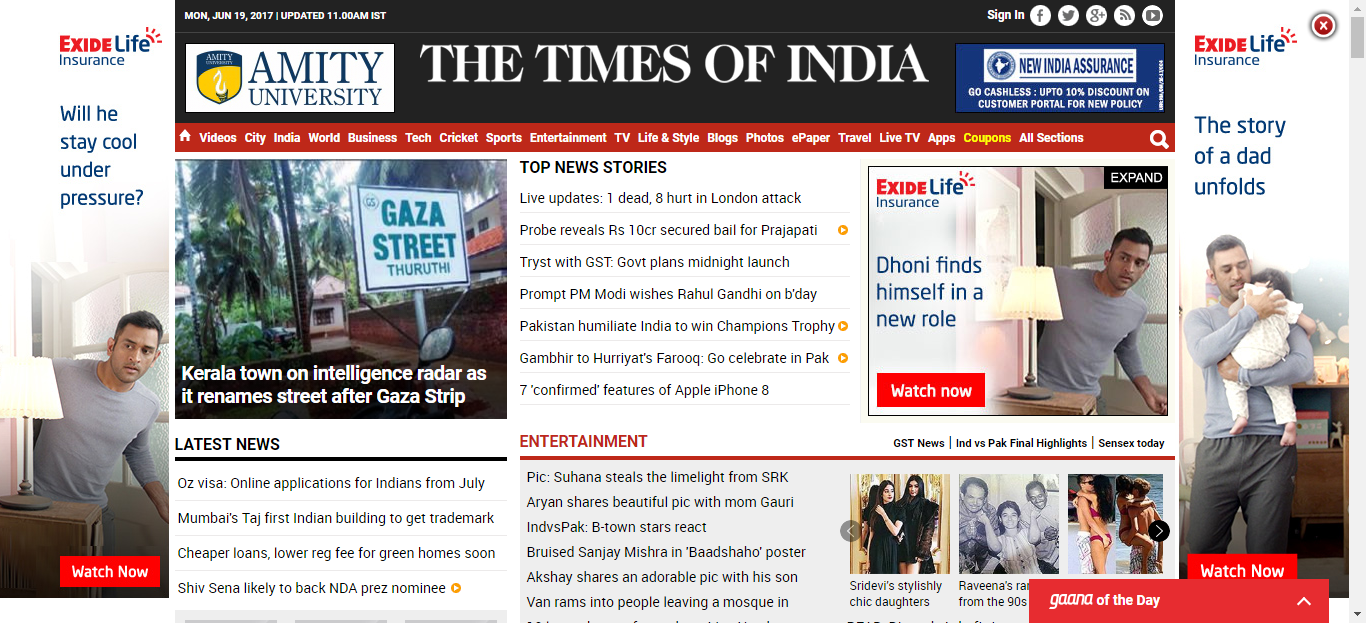 MON, JUN 19, 2017 | UPDATED 11.00AM IST
Sign In
AMITY
UNIVERSITY
AMITY
UNIVERSITY
THE TIMES OF INDIA
NEW INDIA ASSURANCE
GO CASHLESS : UPTO 10% DISCOUNT ON
CUSTOMER PORTAL FOR NEW POLICY
Videos City India World Business Tech Cricket Sports Entertainment TV Life & Style Blogs Photos ePaper Travel Live TV Apps Coupons All Sections
EXIDE Life
Insurance
Will he
stay cool
under
pressure?
Watch Now
GAZA
STREET
THURUTHI
Kerala town on intelligence radar as
it renames street after Gaza Strip
TOP NEWS STORIES
Live updates: 1 dead, 8 hurt in London attack
Probe reveals Rs 10cr secured bail for Prajapati
Tryst with GST: Govt plans midnight launch
Prompt PM Modi wishes Rahul Gandhi on b'day
Pakistan humiliate India to win Champions Trophy
Gambhir to Hurriyat's Farooq: Go celebrate in Pak
7 'confirmed' features of Apple iPhone 8
EXPAND
EXIDE Life
Insurance
Dhoni finds
himself in a
new role
Watch now
EXIDE Life
Insurance
The story
of a dad
unfolds
Watch Now
LATEST NEWS
Oz visa: Online applications for Indians from July
Mumbai's Taj first Indian building to get trademark
Cheaper loans, lower reg fee for green homes soon
Shiv Sena likely to back NDA prez nominee
ENTERTAINMENT
GST News | Ind vs Pak Final Highlights | Sensex today
Pic: Suhana steals the limelight from SRK
Aryan shares beautiful pic with mom Gauri
IndvsPak: B-town stars react
Bruised Sanjay Mishra in 'Baadshaho' poster
Akshay shares an adorable pic with his son
Van rams into people leaving a mosque in
Sridevi's stylishly
chic daughters
Raveena's
from the 90s
gaana of the Day